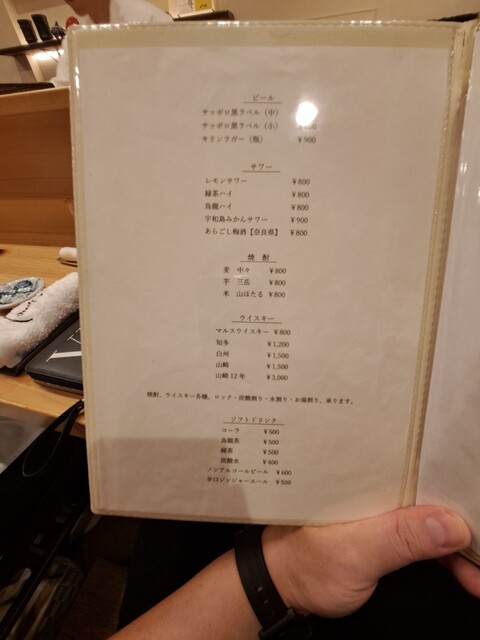 ビール
サッポロ黒ラベル（中）
サッポロ黒ラベル（小）
キリンラガー（瓶） ¥900
サワー
レモンサワー ¥800
緑茶ハイ ¥800
烏龍ハイ ¥800
宇和島みかんサワー ¥900
あらごし梅酒【奈良県】 ¥800
焼酎
麦 中々 ¥800
芋 三岳 ¥800
米 山ほたる ¥800
ウイスキー
マルスウイスキー ¥800
知多 ¥1,200
白州 ¥1,500
山崎 ¥1,500
山崎12年 ¥3,000
焼酎、ウイスキー各種、ロック・炭酸割り・水割り・お湯割り、承ります。
ソフトドリンク
コーラ ¥500
烏龍茶 ¥500
緑茶 ¥500
炭酸水 ¥400
ノンアルコールビール ¥600
辛口ジンジャーエール ¥500